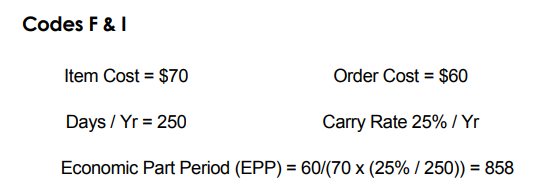 Codes F & I
Item Cost = $70 Order Cost = $60
Days / Yr = 250 Carry Rate 25% / Yr
Economic Part Period (EPP) = 60/(70 x (25% / 250)) = 858